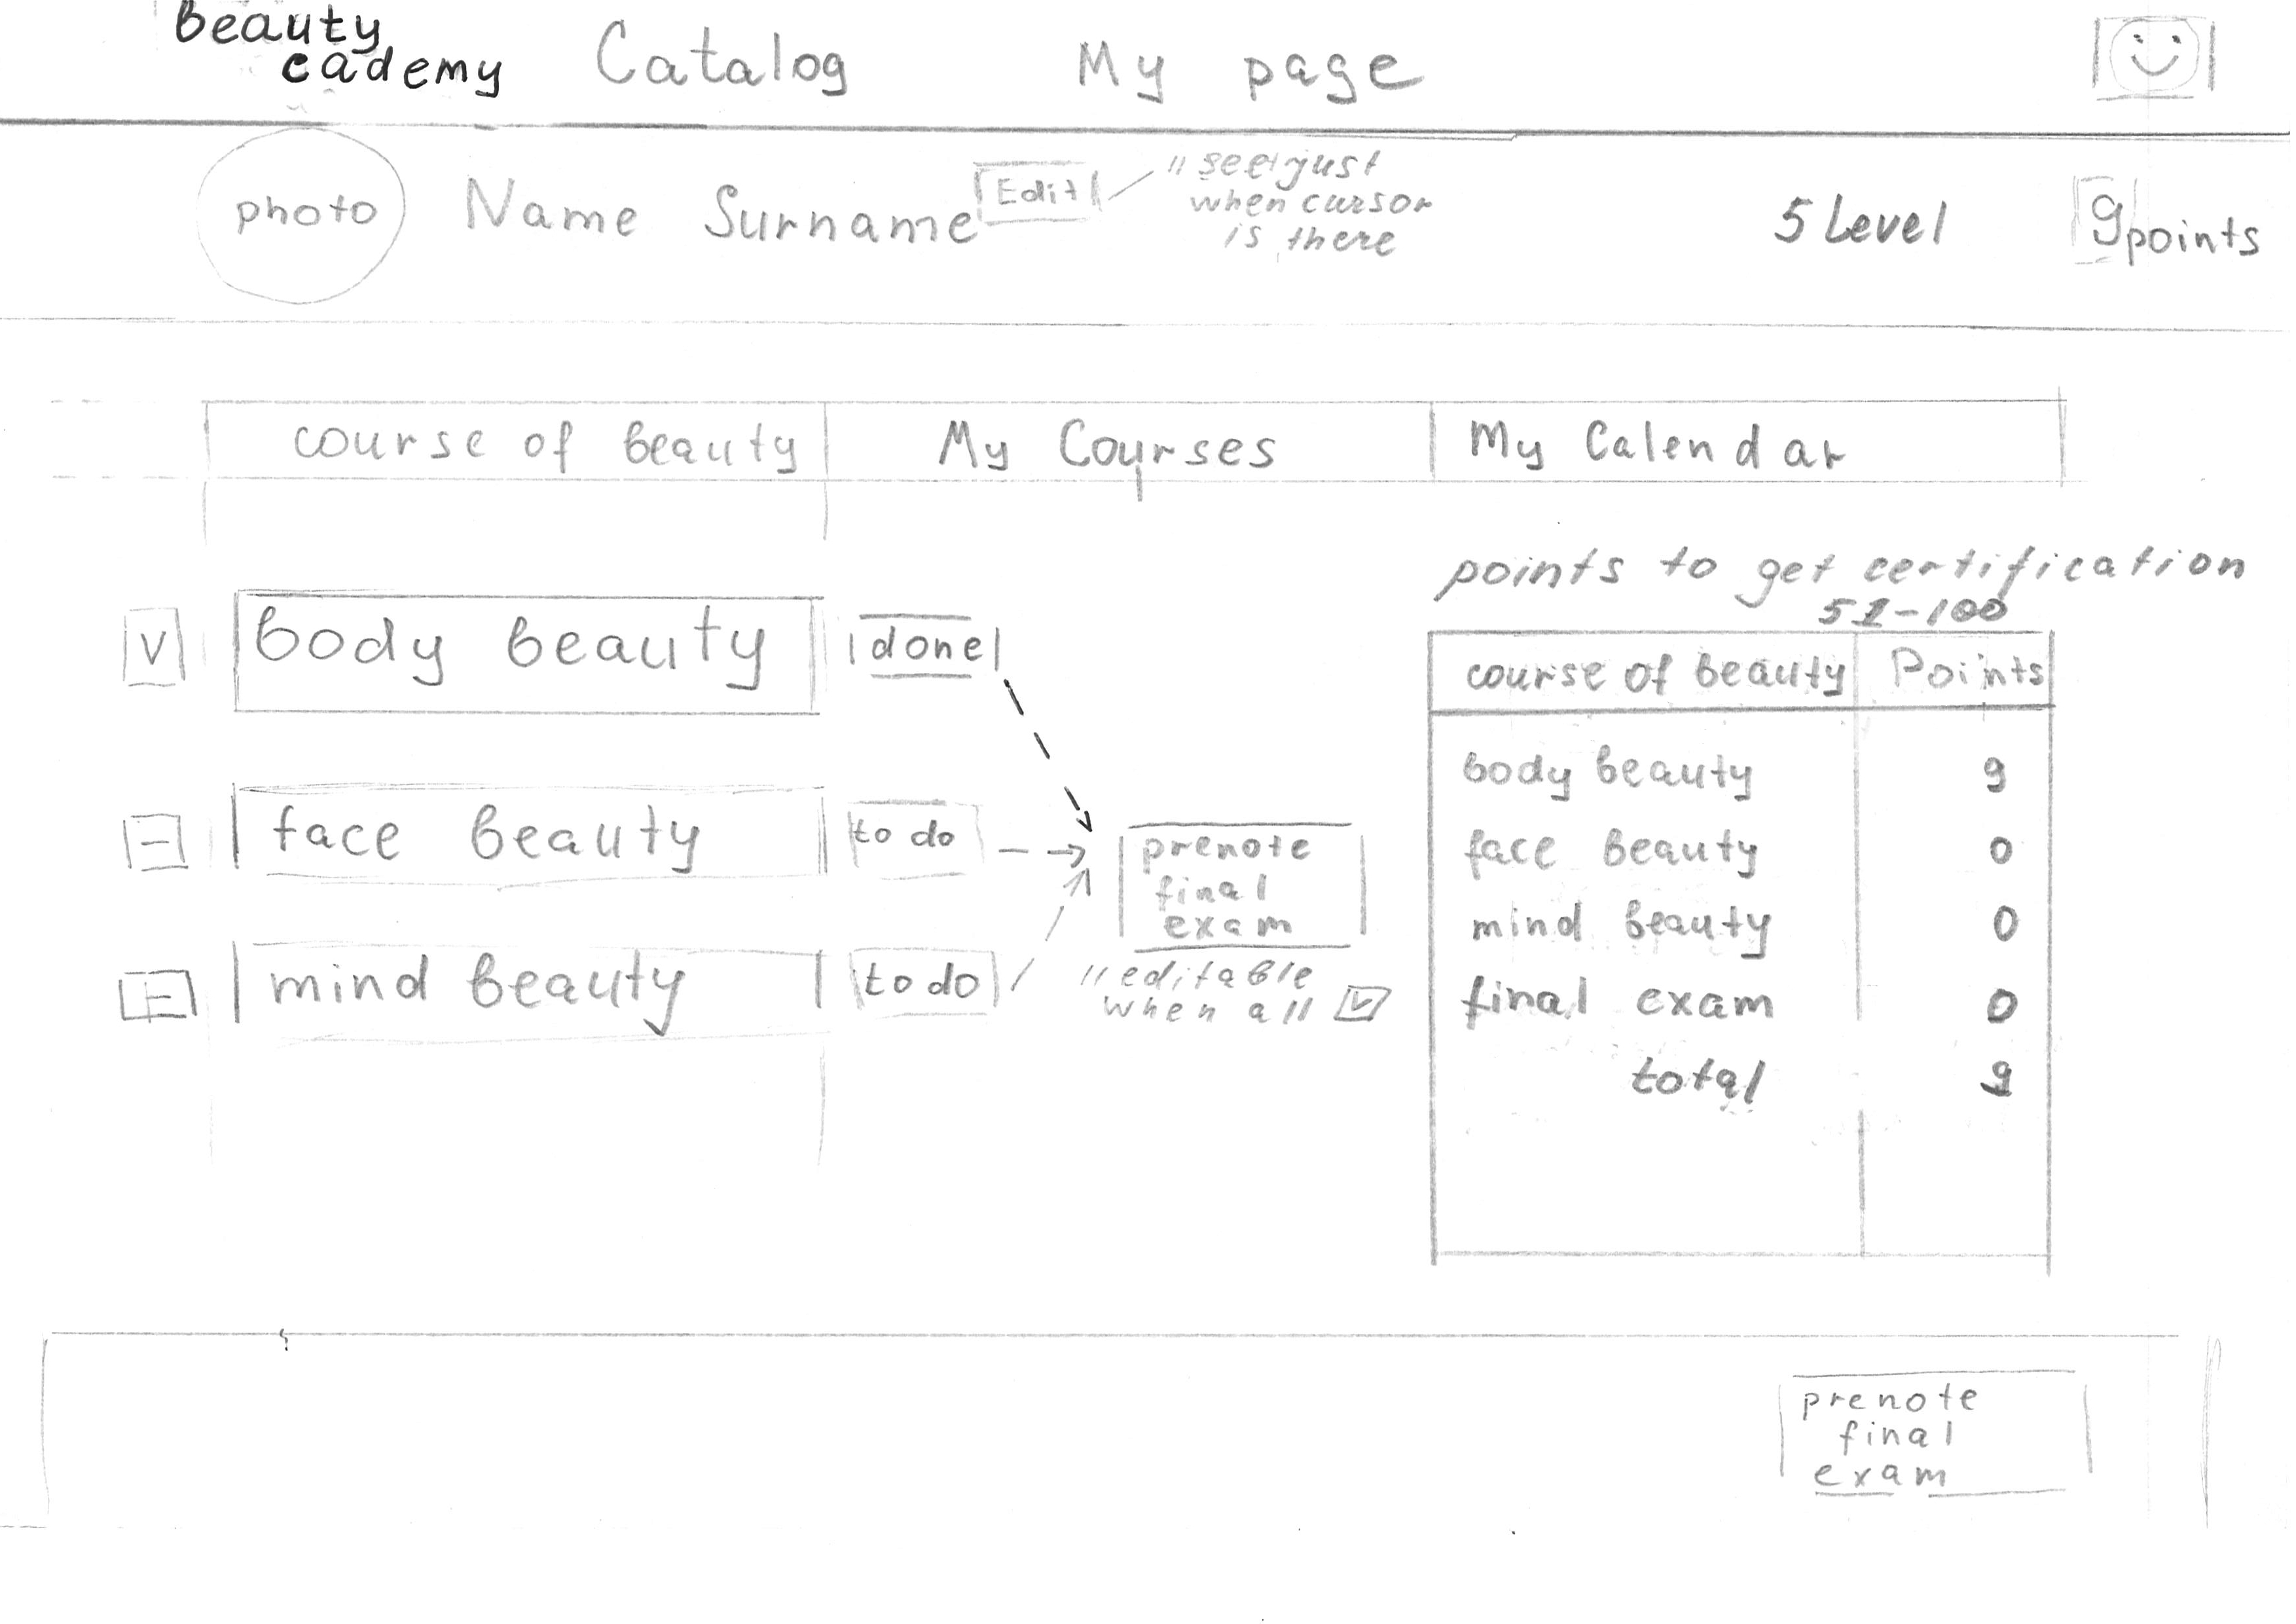 beauty
cademy
Catalog
My page
photo
Name Surname
Edit
"see just
when cursor
is there
5 Level
9 points
course of beauty
My Courses
My Calendar
points to get certification
51-100
V
body beauty
done
face beauty
to do
mind beauty
to do
prenote
final
exam
"editable
when all V
course of beauty Points
body beauty 9
face beauty 0
mind beauty 0
final exam 0
total 9
prenote
final
exam